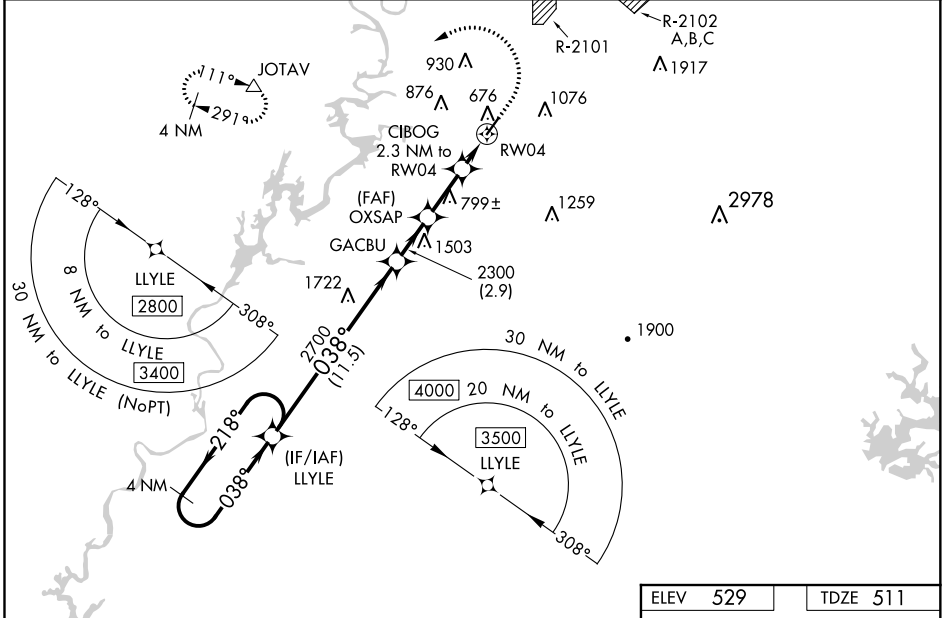 R-2102
A,B,C
R-2101
930
1917
111°
JOTAV
291°
4 NM
876
676
1076
CIBOG
2.3 NM to
RW04
RW04
(FAF)
OXSAP
799±
1259
2978
GACBU
1503
2300
(2.9)
1722
128°
LLYLE
2800
308°
8 NM to LLYLE
3400
30 NM to LLYLE (NoPT)
2700
038°
(11.5)
1900
30 NM to LLYLE
4000
20 NM to LLYLE
128°
3500
LLYLE
308°
218°
(IF/IAF)
LLYLE
038°
4 NM
ELEV 529
TDZE 511